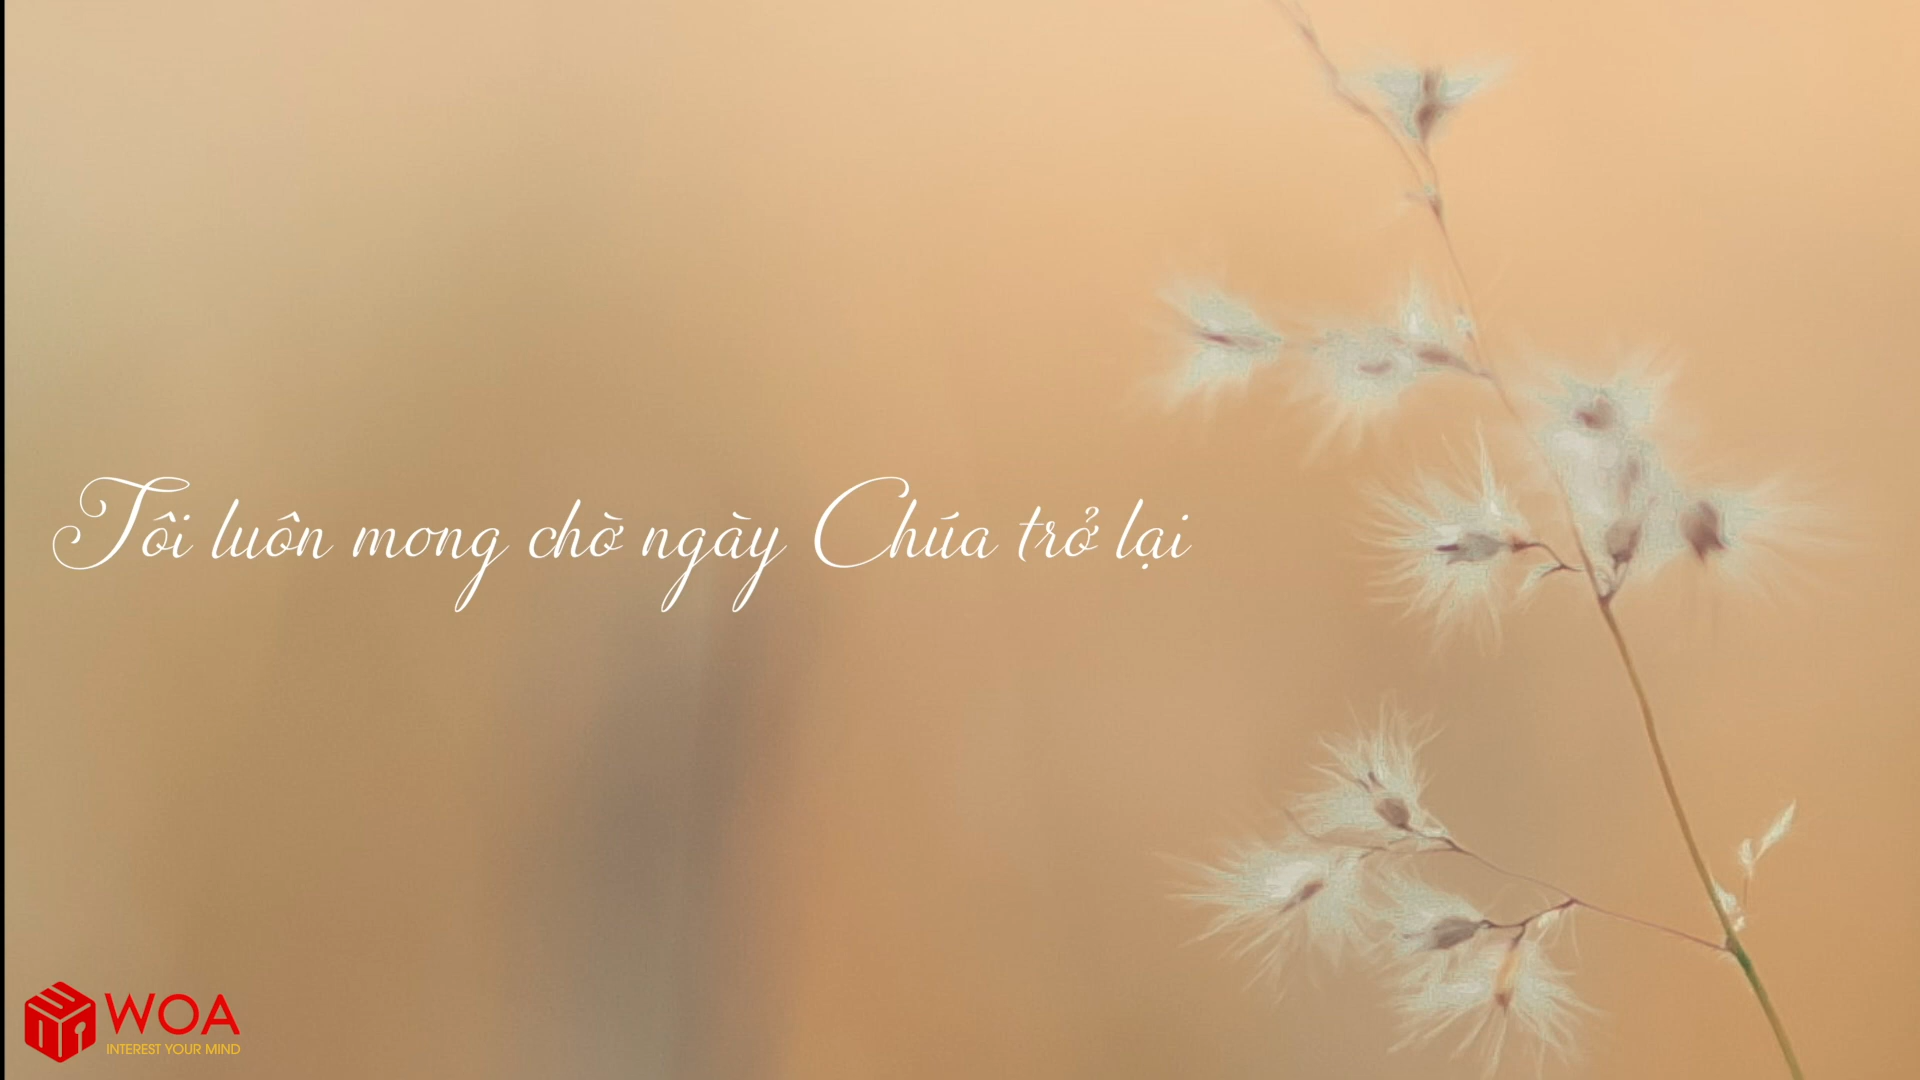 Tôi luôn mong chờ ngày Chúa trở lại
WOA
INTEREST YOUR MIND